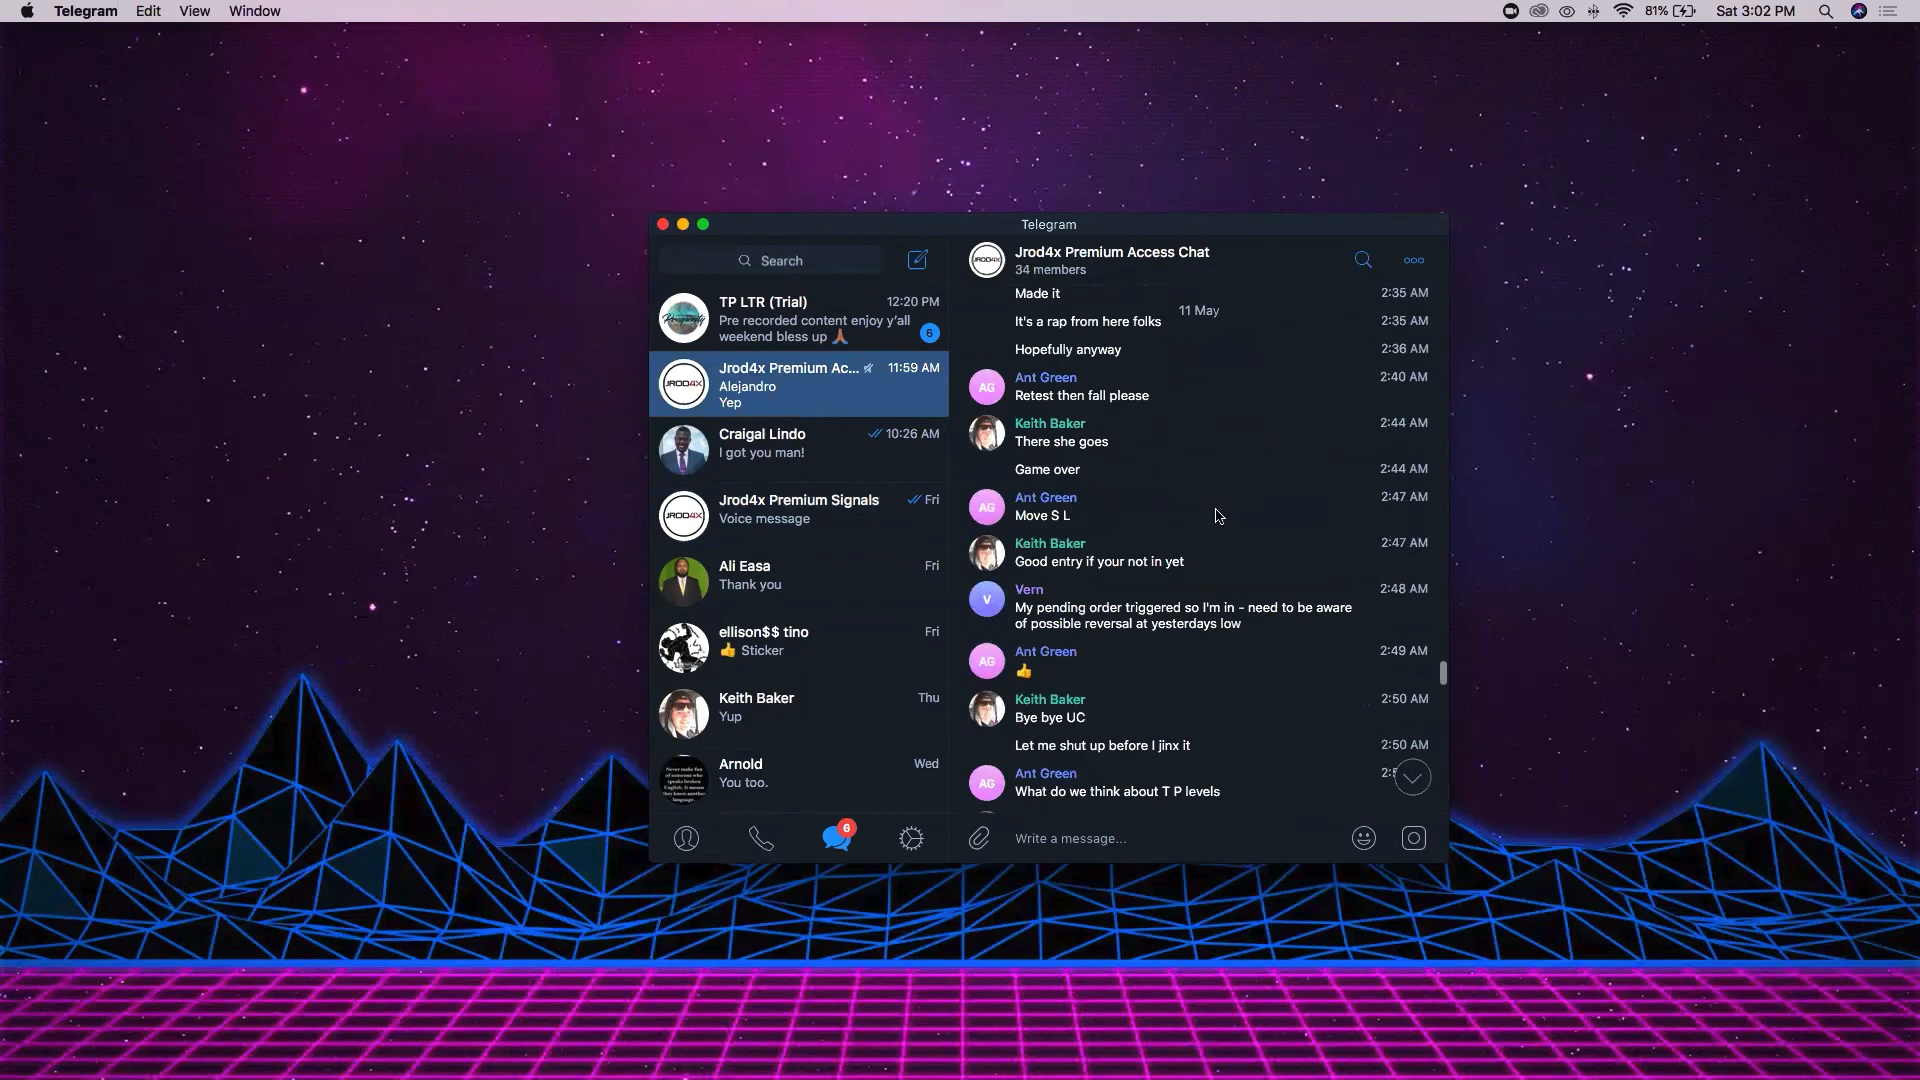 Telegram Edit View Window
81% Sat 3:02 PM
Telegram
Search
TP LTR (Trial) 12:20 PM
Pre recorded content enjoy y'all
weekend bless up 🙏🏾
6
Jrod4x Premium Ac... 11:59 AM
Alejandro
Yep
JROD4X
Craigal Lindo 10:26 AM
I got you man!
Jrod4x Premium Signals Fri
Voice message
JROD4X
Ali Easa Fri
Thank you
ellison$$ tino Fri
👍 Sticker
Keith Baker Thu
Yup
Arnold Wed
You too.
6
JROD4X
Jrod4x Premium Access Chat
34 members
Made it 2:35 AM
11 May
It's a rap from here folks 2:35 AM
Hopefully anyway 2:36 AM
AG
Ant Green 2:40 AM
Retest then fall please
Keith Baker 2:44 AM
There she goes
Game over 2:44 AM
AG
Ant Green 2:47 AM
Move S L
Keith Baker 2:47 AM
Good entry if your not in yet
V
Vern 2:48 AM
My pending order triggered so I'm in - need to be aware
of possible reversal at yesterdays low
AG
Ant Green 2:49 AM
👍
Keith Baker 2:50 AM
Bye bye UC
Let me shut up before I jinx it 2:50 AM
AG
Ant Green
What do we think about T P levels
Write a message...